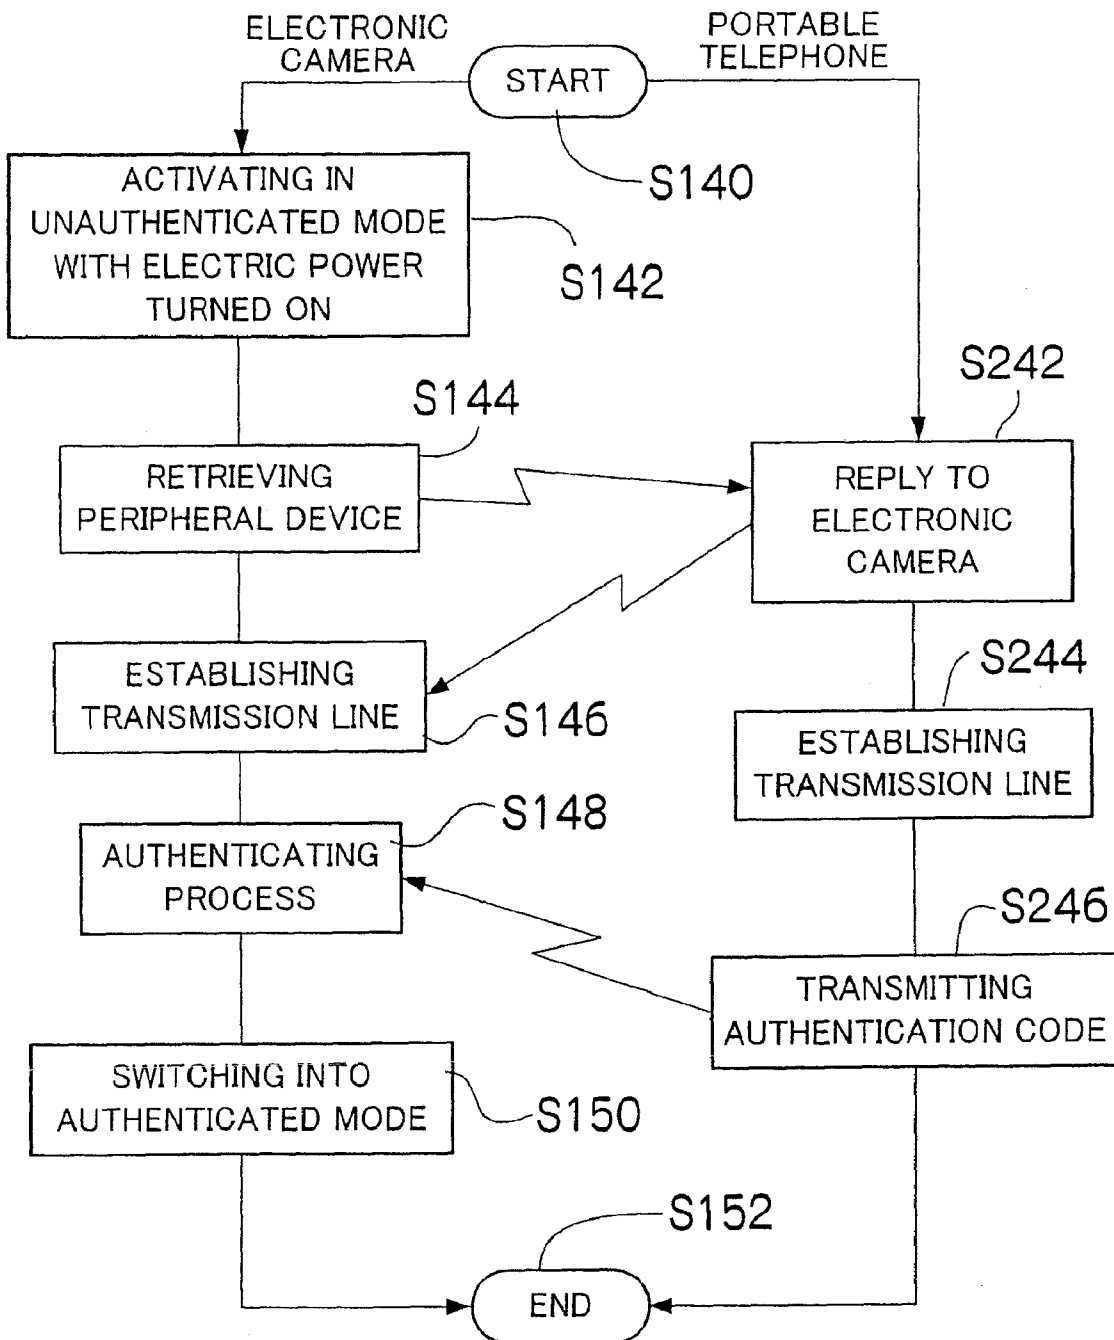 ELECTRONIC
CAMERA
PORTABLE
TELEPHONE
START
S140
ACTIVATING IN
UNAUTHENTICATED MODE
WITH ELECTRIC POWER
TURNED ON
S142
S144
S242
RETRIEVING
PERIPHERAL DEVICE
REPLY TO
ELECTRONIC
CAMERA
ESTABLISHING
TRANSMISSION LINE
S146
S244
ESTABLISHING
TRANSMISSION LINE
S148
AUTHENTICATING
PROCESS
S246
TRANSMITTING
AUTHENTICATION CODE
SWITCHING INTO
AUTHENTICATED MODE
S150
S152
END